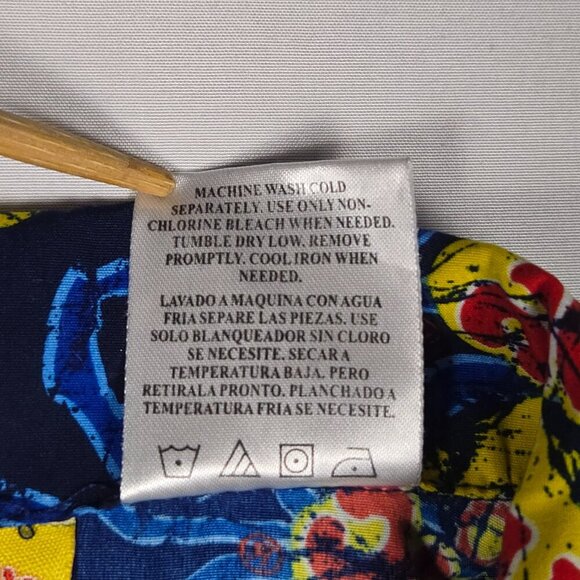 MACHINE WASH COLD
SEPARATELY. USE ONLY NON-
CHLORINE BLEACH WHEN NEEDED.
TUMBLE DRY LOW. REMOVE
PROMPTLY. COOL IRON WHEN
NEEDED.
LAVADO A MAQUINA CON AGUA
FRIA SEPARE LAS PIEZAS. USE
SOLO BLANQUEADOR SIN CLORO
SE NECESITE. SECAR A
TEMPERATURA BAJA. PERO
RETIRALA PRONTO. PLANCHADO A
TEMPERATURA FRIA SE NECESITE.